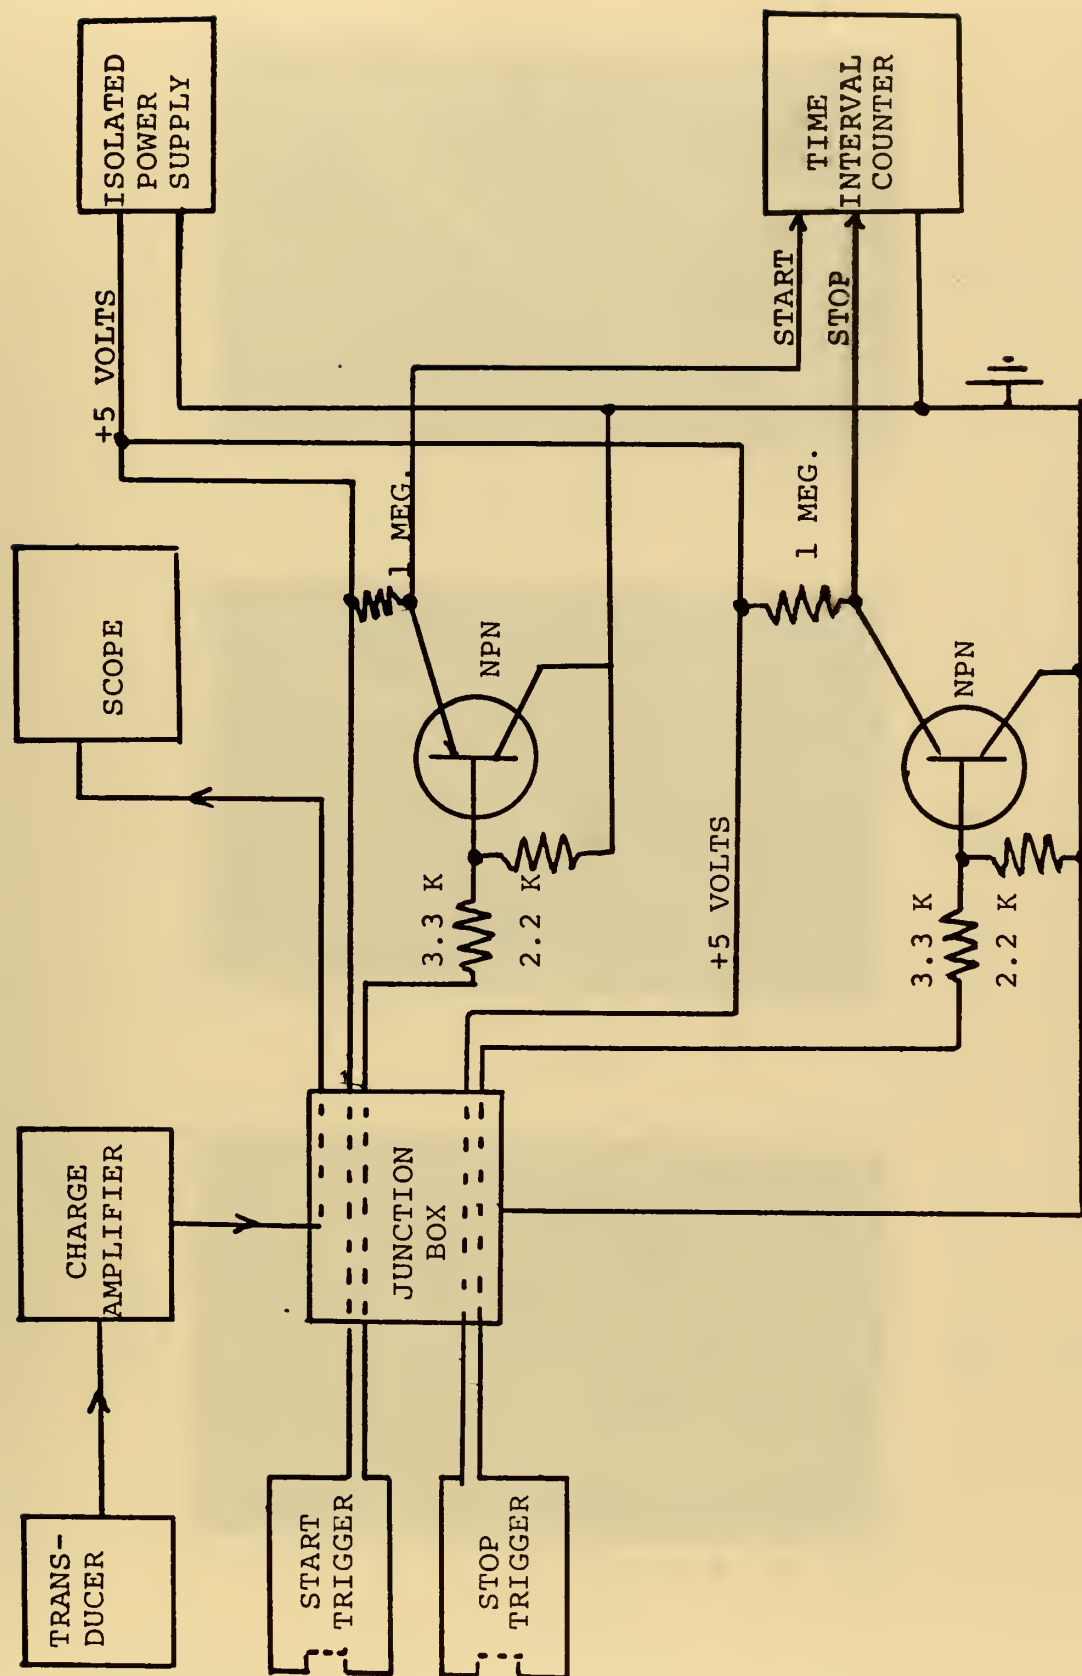 TRANS-
DUCER
CHARGE
AMPLIFIER
SCOPE
ISOLATED
POWER
SUPPLY
+5 VOLTS
START
TRIGGER
STOP
TRIGGER
JUNCTION
BOX
3.3 K
2.2 K
NPN
1 MEG.
+5 VOLTS
3.3 K
2.2 K
NPN
1 MEG.
START
STOP
TIME
INTERVAL
COUNTER